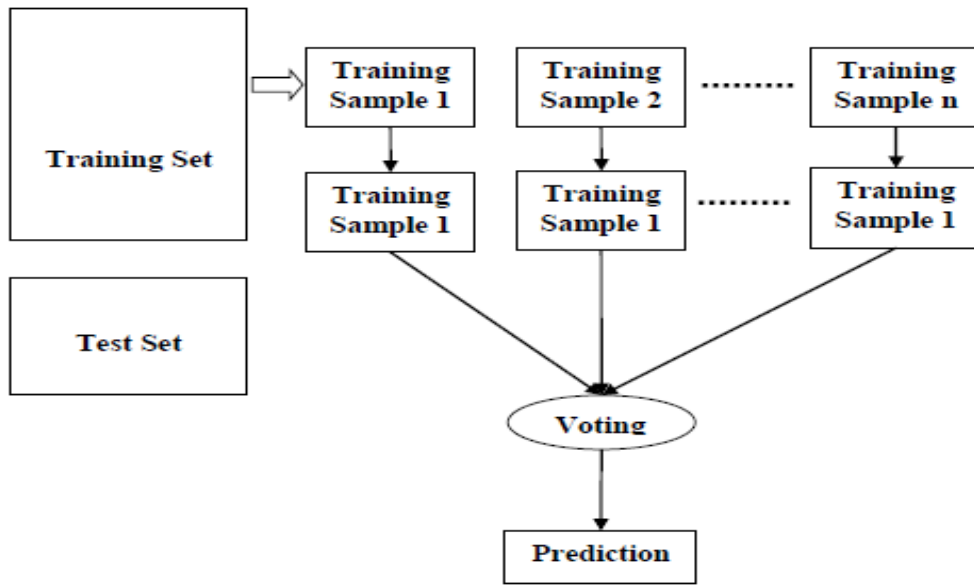 Training Set
Training
Sample 1
Training
Sample 2
Training
Sample n
Training
Sample 1
Training
Sample 1
Training
Sample 1
Test Set
Voting
Prediction